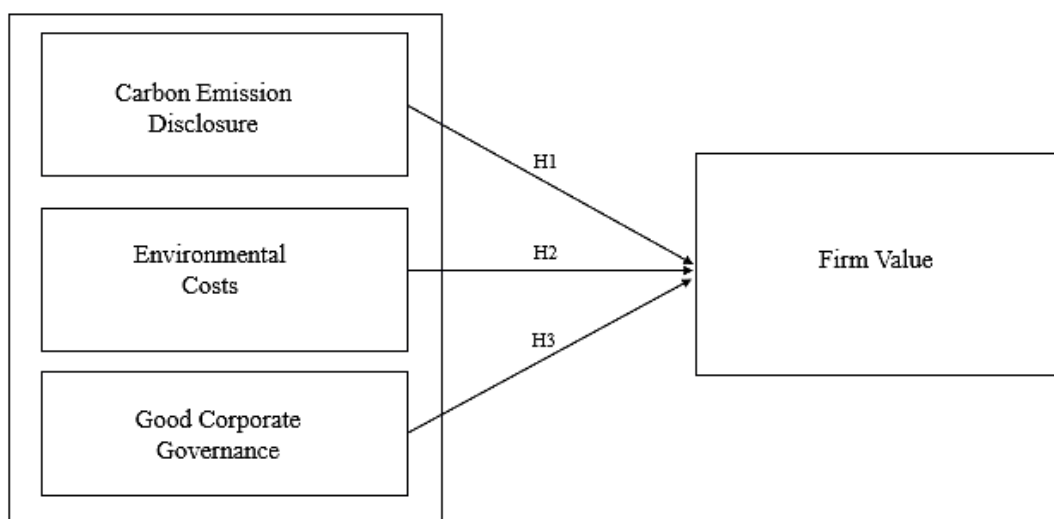 Carbon Emission
Disclosure
H1
Environmental
Costs
H2
Firm Value
H3
Good Corporate
Governance